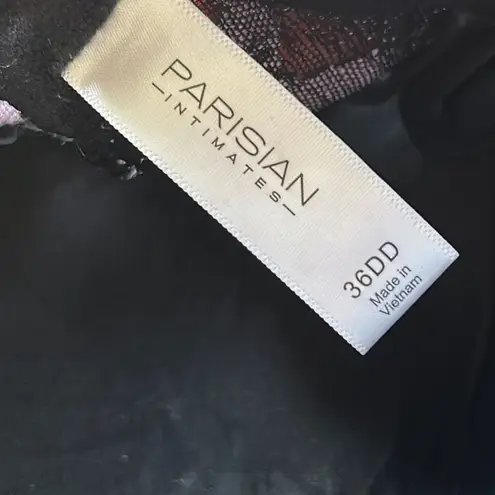 PARISIAN
—INTIMATES—
36DD
Made in
Vietnam